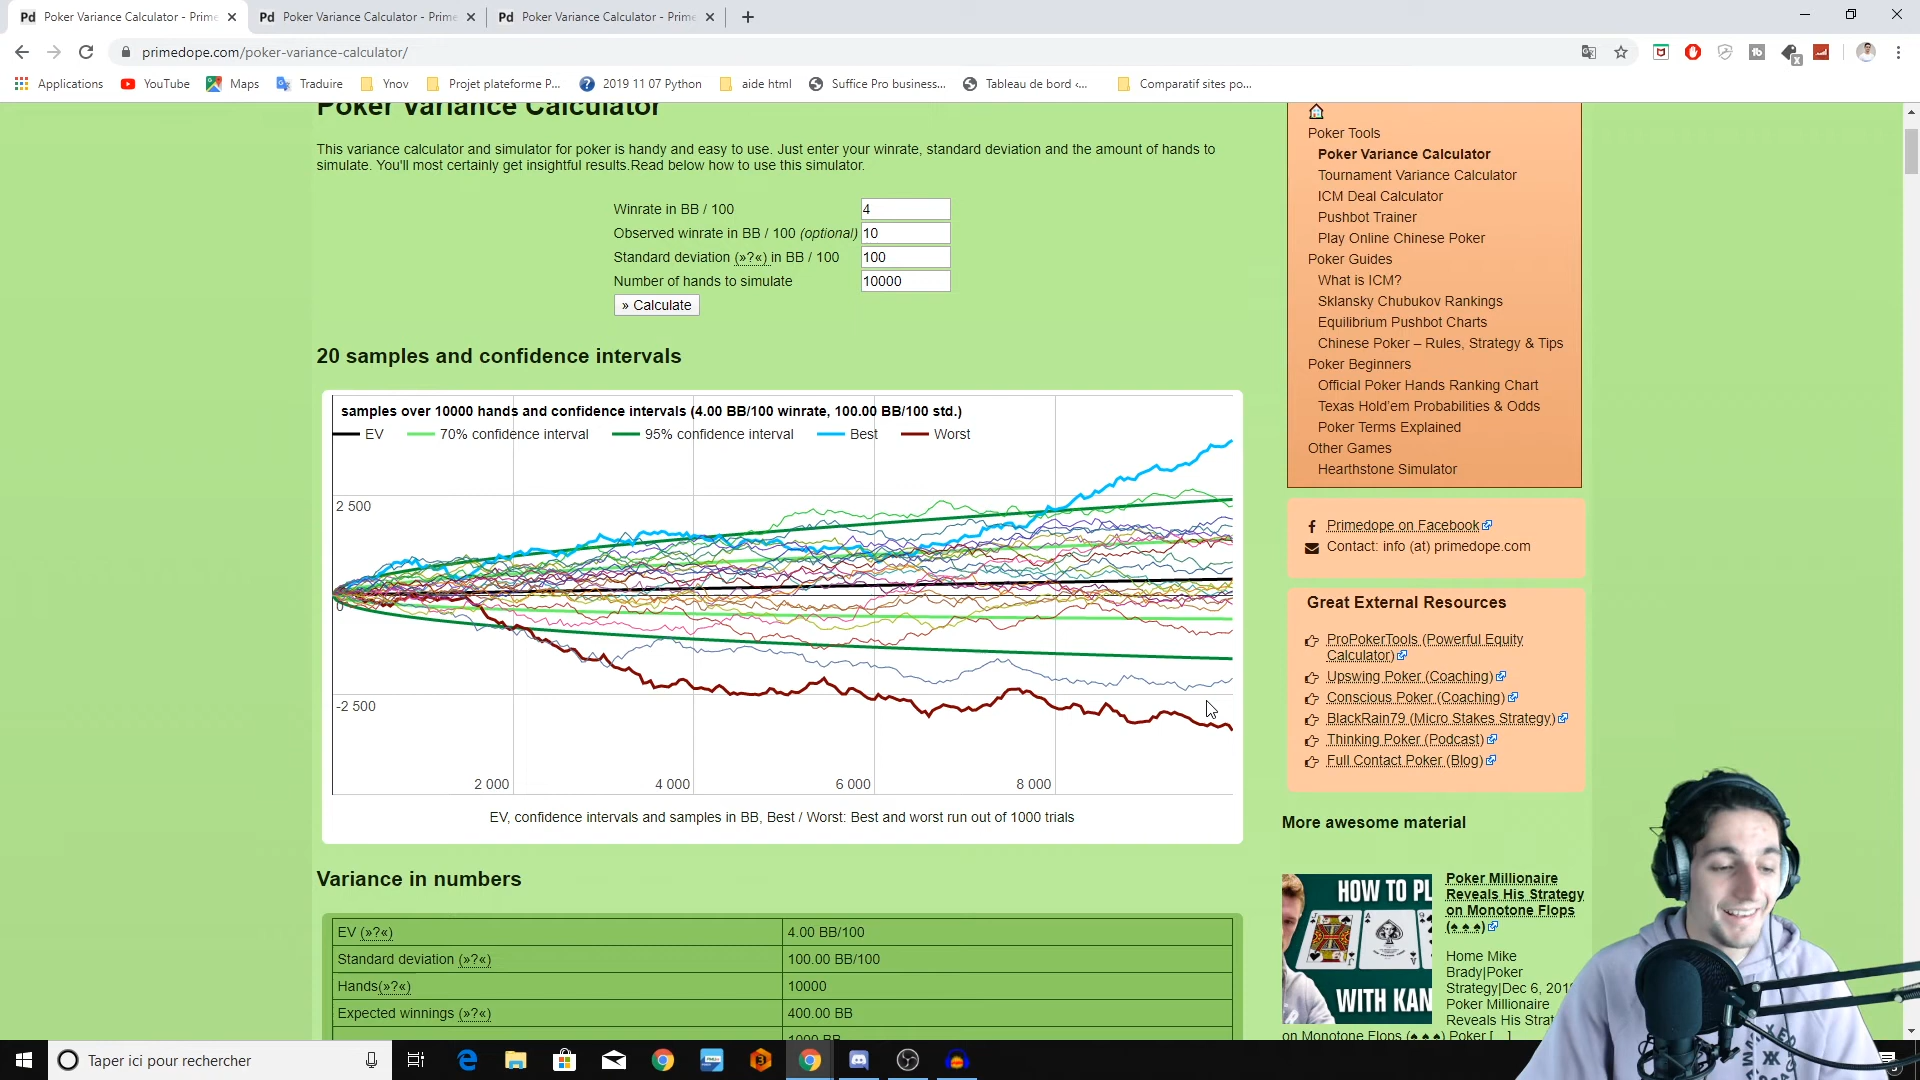 Poker Variance Calculator - Prime
Poker Variance Calculator - Prime
Poker Variance Calculator - Prime
primedope.com/poker-variance-calculator/
Applications
YouTube
Maps
Traduire
Ynov
Projet plateforme P...
2019 11 07 Python
aide html
Suffice Pro business...
Tableau de bord ‹...
Comparatif sites po...
Poker Variance Calculator
This variance calculator and simulator for poker is handy and easy to use. Just enter your winrate, standard deviation and the amount of hands to
simulate. You'll most certainly get insightful results.Read below how to use this simulator.
Winrate in BB / 100 4
Observed winrate in BB / 100 (optional) 10
Standard deviation (»?«) in BB / 100 100
Number of hands to simulate 10000
» Calculate
20 samples and confidence intervals
samples over 10000 hands and confidence intervals (4.00 BB/100 winrate, 100.00 BB/100 std.)
EV 70% confidence interval 95% confidence interval Best Worst
2 500
0
-2 500
2 000 4 000 6 000 8 000
EV, confidence intervals and samples in BB, Best / Worst: Best and worst run out of 1000 trials
Variance in numbers
EV (»?«) 4.00 BB/100
Standard deviation (»?«) 100.00 BB/100
Hands(»?«) 10000
Expected winnings (»?«) 400.00 BB
1000 BB
Poker Tools
Poker Variance Calculator
Tournament Variance Calculator
ICM Deal Calculator
Pushbot Trainer
Play Online Chinese Poker
Poker Guides
What is ICM?
Sklansky Chubukov Rankings
Equilibrium Pushbot Charts
Chinese Poker – Rules, Strategy & Tips
Poker Beginners
Official Poker Hands Ranking Chart
Texas Hold'em Probabilities & Odds
Poker Terms Explained
Other Games
Hearthstone Simulator
Primedope on Facebook
Contact: info (at) primedope.com
Great External Resources
ProPokerTools (Powerful Equity
Calculator)
Upswing Poker (Coaching)
Conscious Poker (Coaching)
BlackRain79 (Micro Stakes Strategy)
Thinking Poker (Podcast)
Full Contact Poker (Blog)
More awesome material
HOW TO PL
WITH KAN
Poker Millionaire
Reveals His Strategy
on Monotone Flops
(♠ ♠ ♠)
Home Mike
Brady|Poker
Strategy|Dec 6, 201
Poker Millionaire
Reveals His Strat
on Monotone Flops (♠ ♠ ♠) Poker [...]
Taper ici pour rechercher